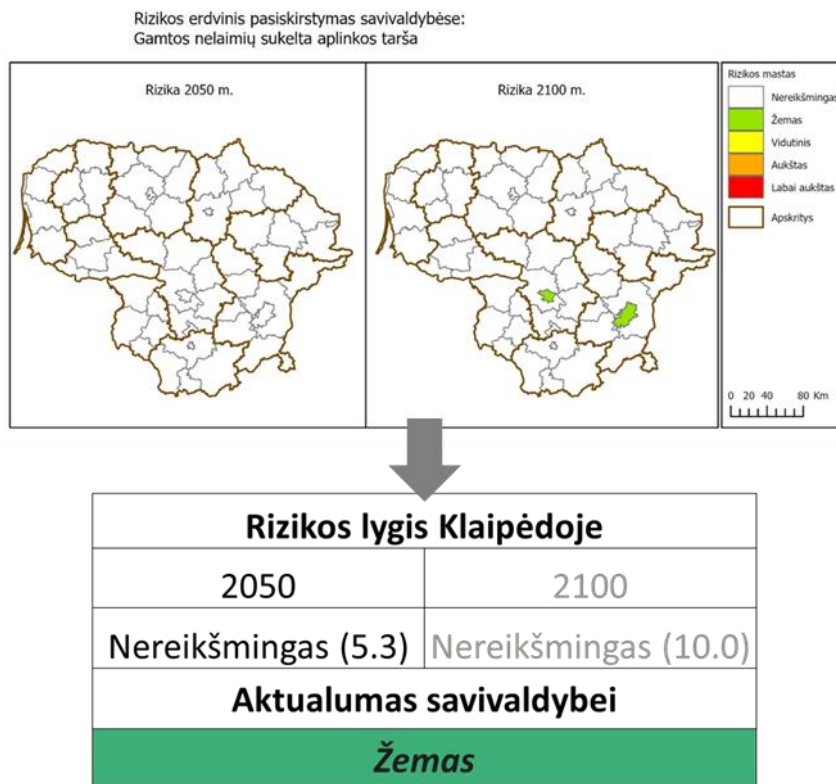 Rizikos erdvinis pasiskirstymas savivaldybėse:
Gamtos nelaimių sukelta aplinkos tarša
Rizika 2050 m.
Rizika 2100 m.
Rizikos mastas
Nereikšmingas
Žemas
Vidutinis
Aukštas
Labai aukštas
Apskritys
0 20 40 80 Km
Rizikos lygis Klaipėdoje
2050 2100
Nereikšmingas (5.3) Nereikšmingas (10.0)
Aktualumas savivaldybei
Žemas